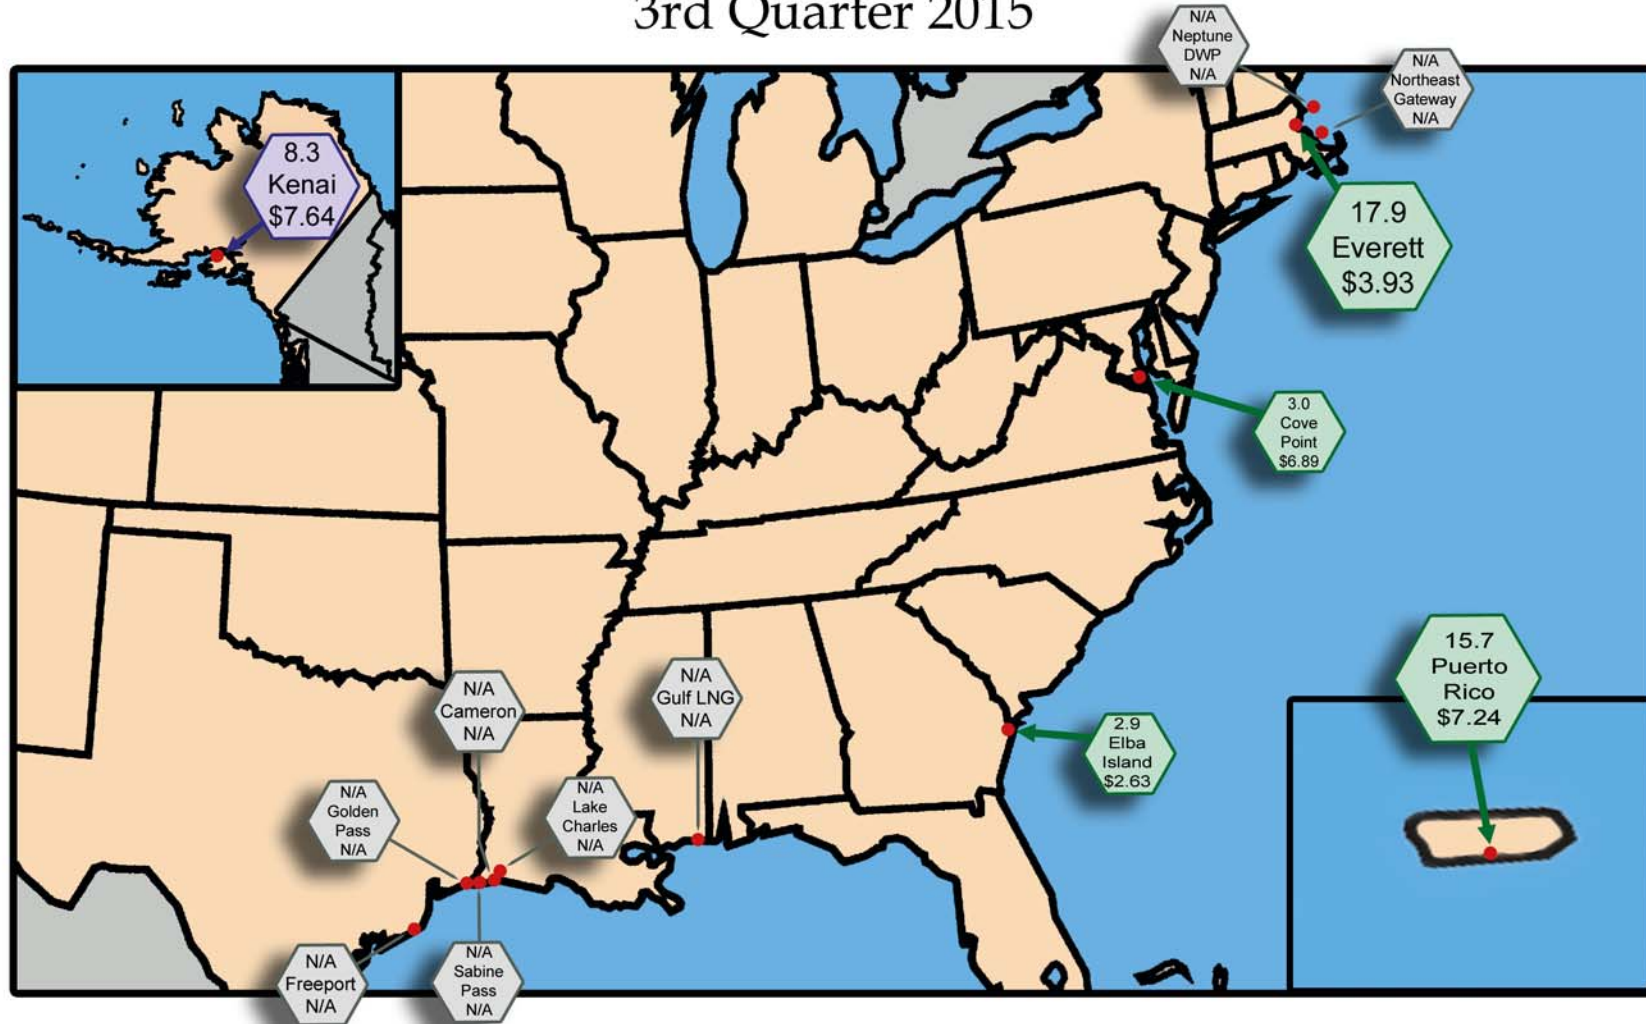 3rd Quarter 2015
N/A
Neptune
DWP
N/A
N/A
Northeast
Gateway
N/A
8.3
Kenai
$7.64
17.9
Everett
$3.93
3.0
Cove
Point
$6.89
15.7
Puerto
Rico
$7.24
N/A
Cameron
N/A
N/A
Gulf LNG
N/A
2.9
Elba
Island
$2.63
N/A
Golden
Pass
N/A
N/A
Lake
Charles
N/A
N/A
Freeport
N/A
N/A
Sabine
Pass
N/A